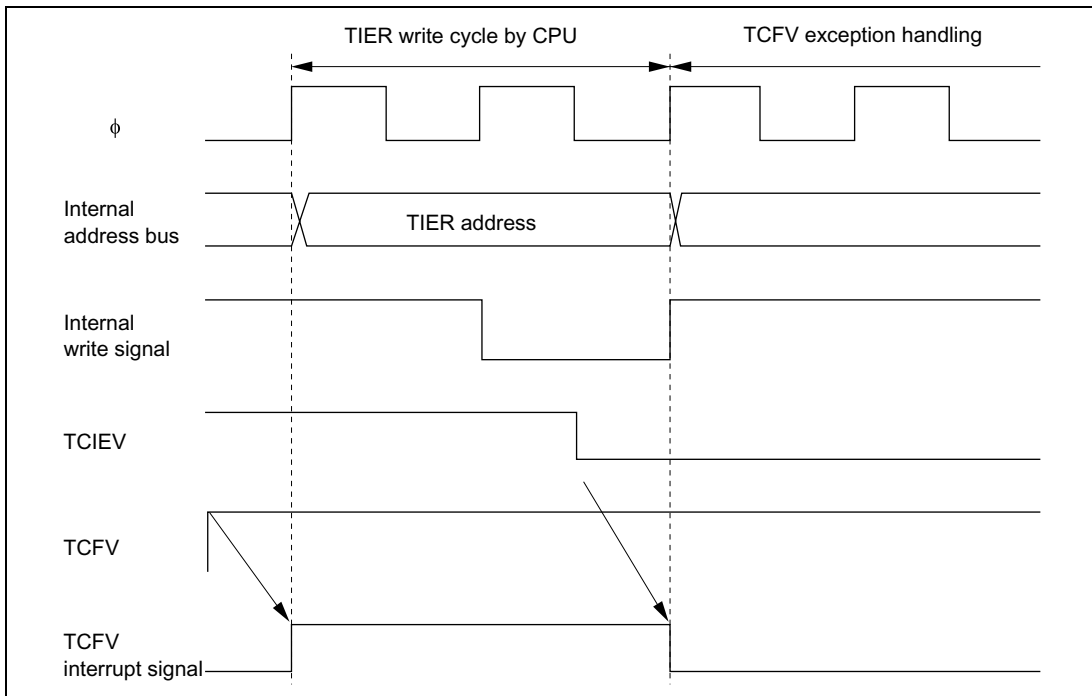 TIER write cycle by CPU
TCFV exception handling
ϕ
Internal
address bus
TIER address
Internal
write signal
TCIEV
TCFV
TCFV
interrupt signal